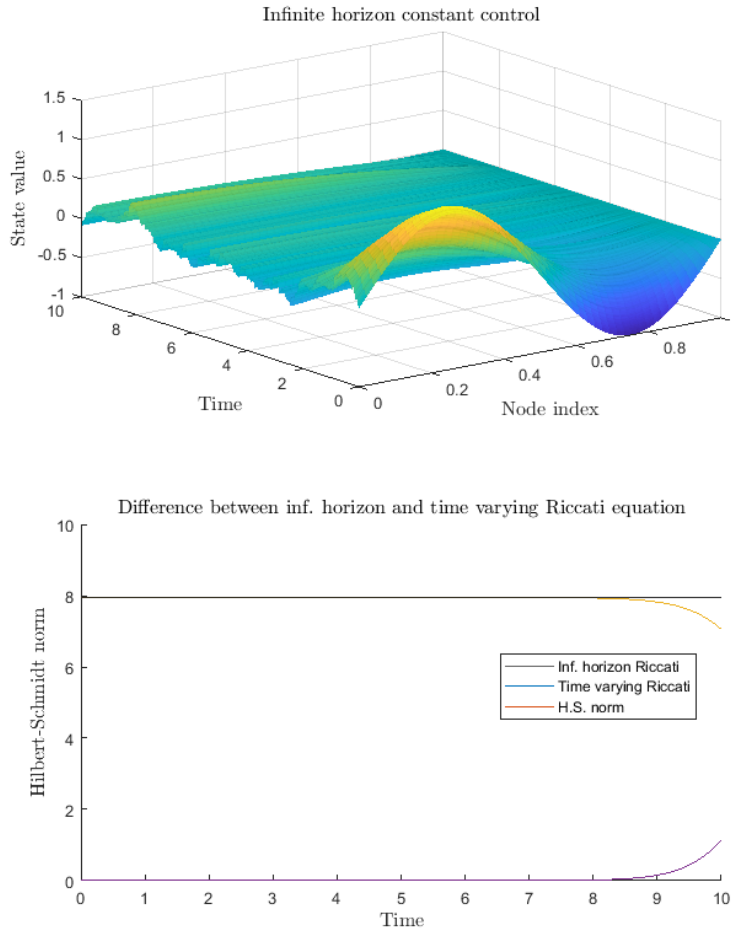 Infinite horizon constant control
1.5
1
0.5
0
-0.5
-1
State value
10
8
6
4
2
0
Time
0
0.2
0.4
0.6
0.8
Node index
Difference between inf. horizon and time varying Riccati equation
10
8
6
4
2
0
Hilbert-Schmidt norm
Inf. horizon Riccati
Time varying Riccati
H.S. norm
0 1 2 3 4 5 6 7 8 9 10
Time